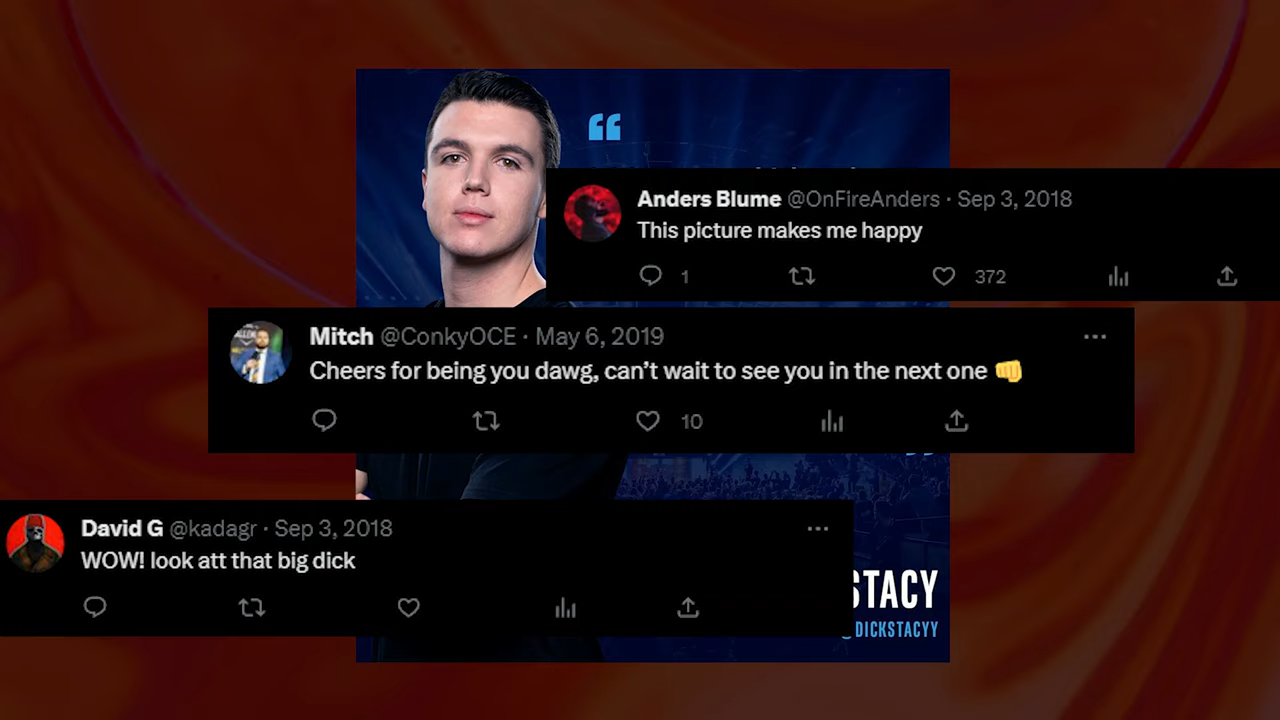 “
Anders Blume @OnFireAnders · Sep 3, 2018
This picture makes me happy
1 372
Mitch @ConkyOCE · May 6, 2019
Cheers for being you dawg, can’t wait to see you in the next one 👊
10
David G @kadagr · Sep 3, 2018
WOW! look att that big dick
STACY
@DICKSTACYY